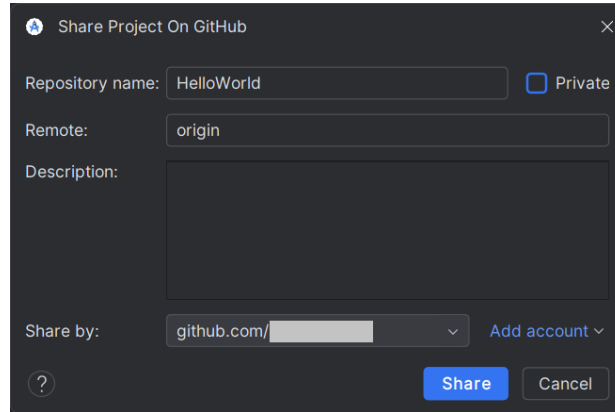 Share Project On GitHub
Repository name: HelloWorld Private
Remote: origin
Description:
Share by: github.com/ Add account
? Share Cancel